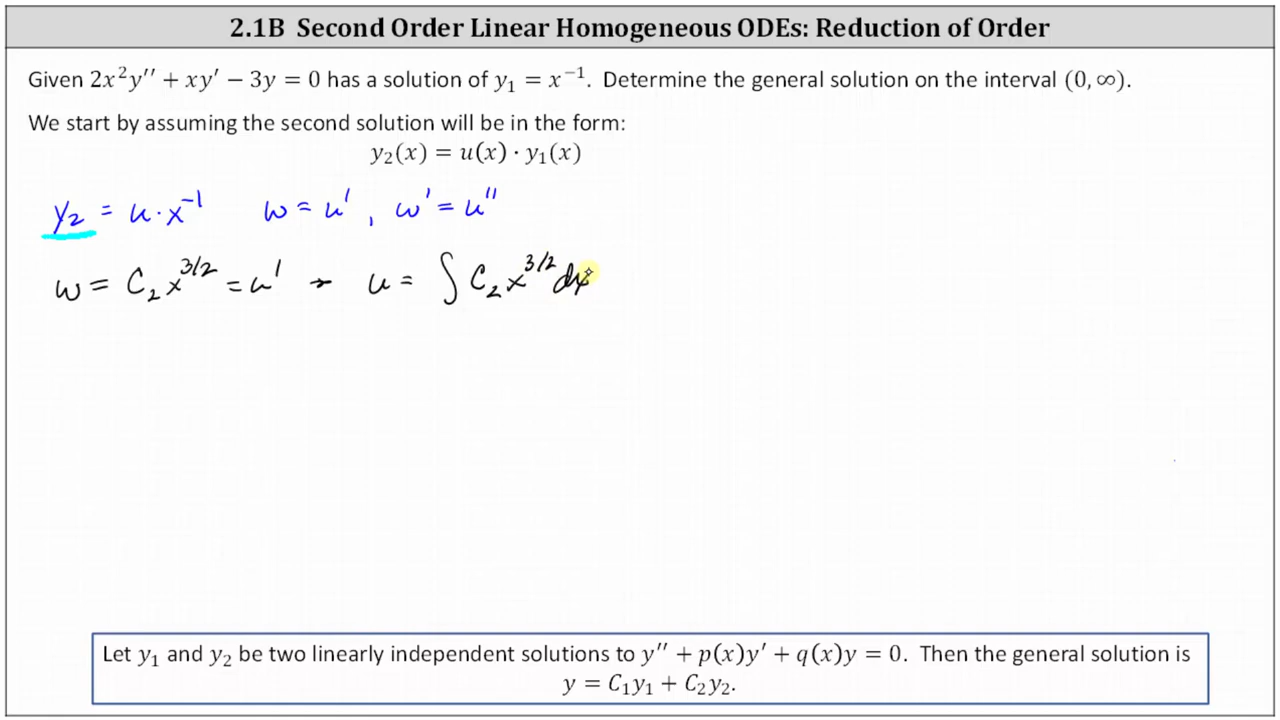 2.1B Second Order Linear Homogeneous ODEs: Reduction of Order
Given 2x²y′′ + xy′ − 3y = 0 has a solution of y₁ = x⁻¹. Determine the general solution on the interval (0, ∞).
We start by assuming the second solution will be in the form:
y₂(x) = u(x) · y₁(x)
y₂ = u · x⁻¹ w = u′ , w′ = u′′
w = C₂x^{3/2} = u′ → u = ∫ C₂x^{3/2} dx
Let y₁ and y₂ be two linearly independent solutions to y′′ + p(x)y′ + q(x)y = 0. Then the general solution is
y = C₁y₁ + C₂y₂.